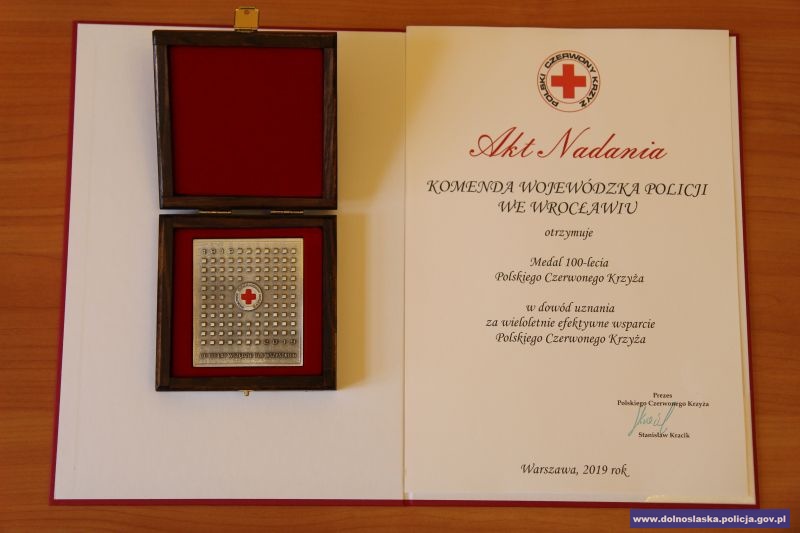 POLSKI CZERWONY KRZYŻ
Akt Nadania
KOMENDA WOJEWÓDZKA POLICJI
WE WROCŁAWIU
otrzymuje
Medal 100-lecia
Polskiego Czerwonego Krzyża
w dowód uznania
za wieloletnie efektywne wsparcie
Polskiego Czerwonego Krzyża
Prezes
Polskiego Czerwonego Krzyża
Stanisław Kracik
Warszawa, 2019 rok
1919
2019
www.dolnoslaska.policja.gov.pl